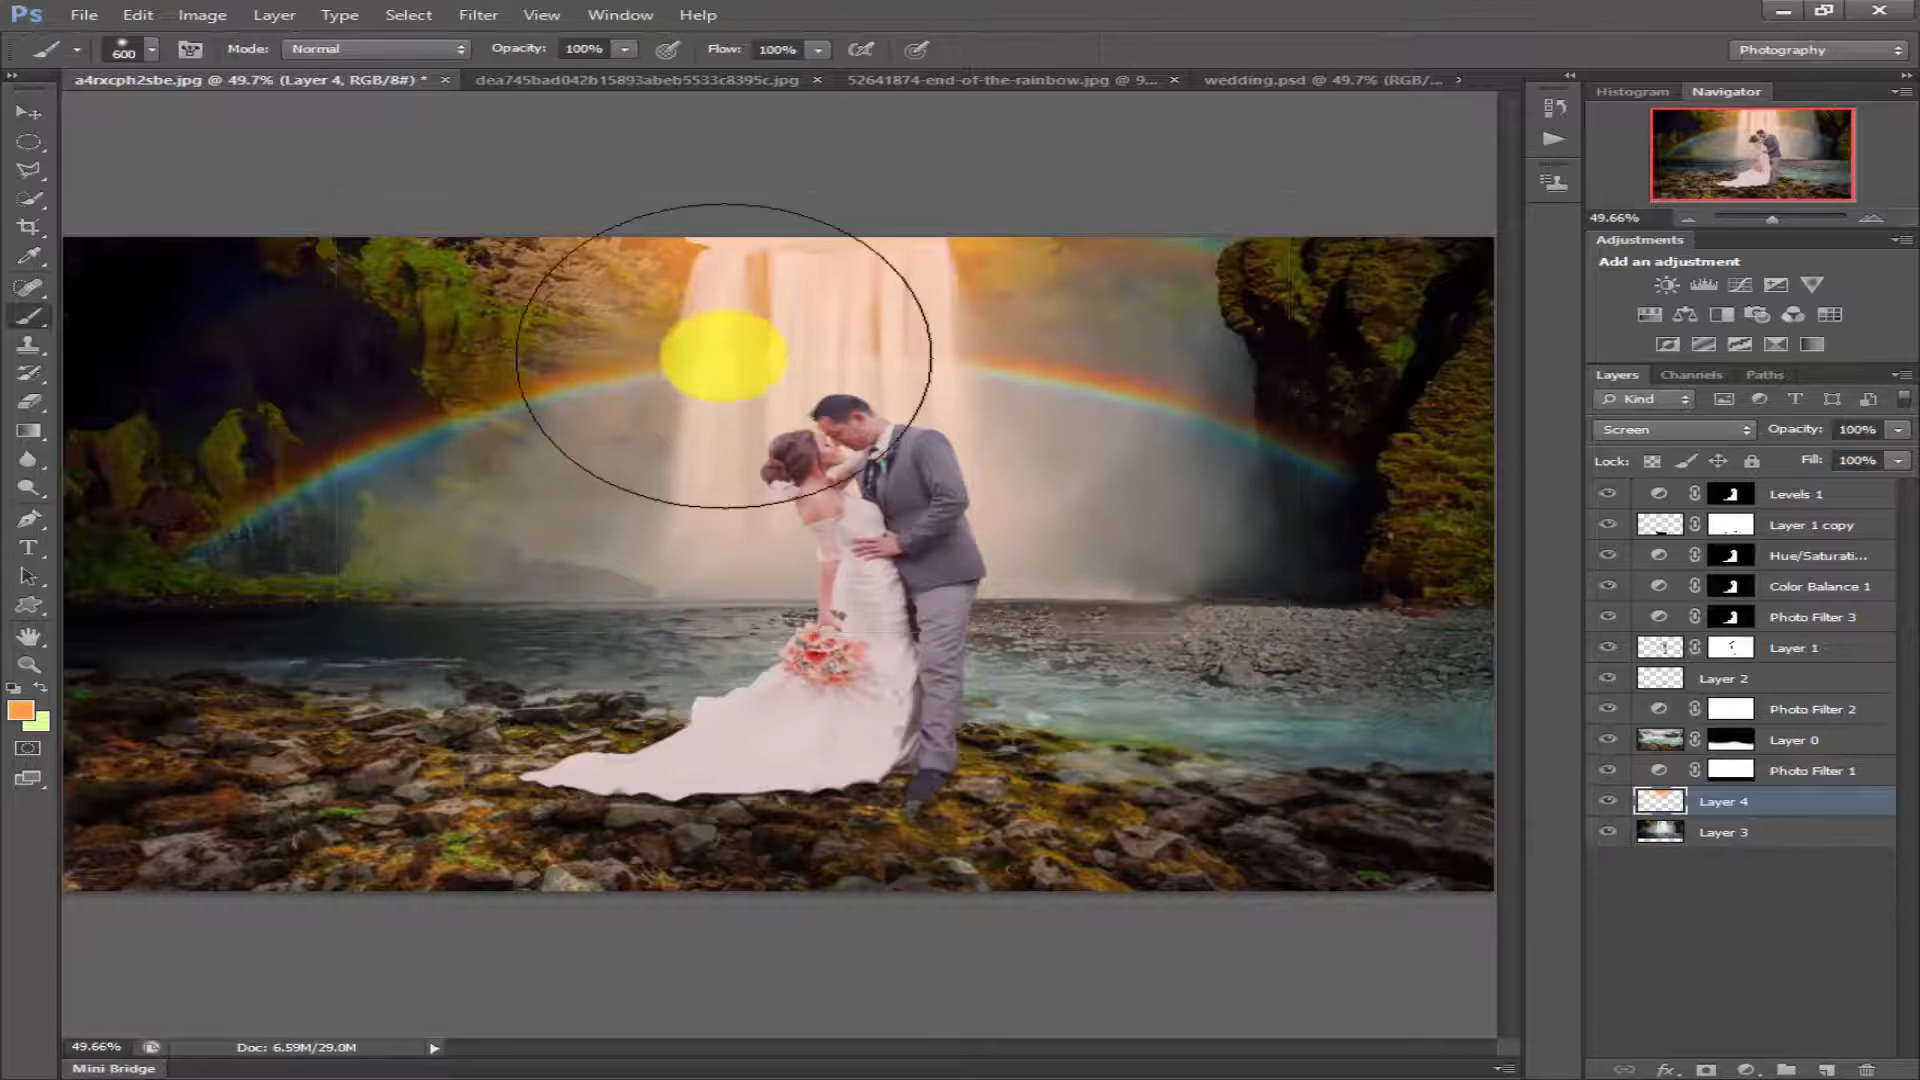 Ps File Edit Image Layer Type Select Filter View Window Help
600 Mode: Normal Opacity: 100% Flow: 100% Photography
a4rxcph2sbe.jpg @ 49.7% (Layer 4, RGB/8#) * × dea745bad042b15893abeb5533c8395c.jpg × 52641874-end-of-the-rainbow.jpg @ 9... × wedding.psd @ 49.7% (RGB/...
Histogram Navigator
49.66%
Adjustments
Add an adjustment
Layers Channels Paths
Kind
Screen Opacity: 100%
Lock: Fill: 100%
Levels 1
Layer 1 copy
Hue/Saturati...
Color Balance 1
Photo Filter 3
Layer 1
Layer 2
Photo Filter 2
Layer 0
Photo Filter 1
Layer 4
Layer 3
49.66% Doc: 6.59M/29.0M
Mini Bridge